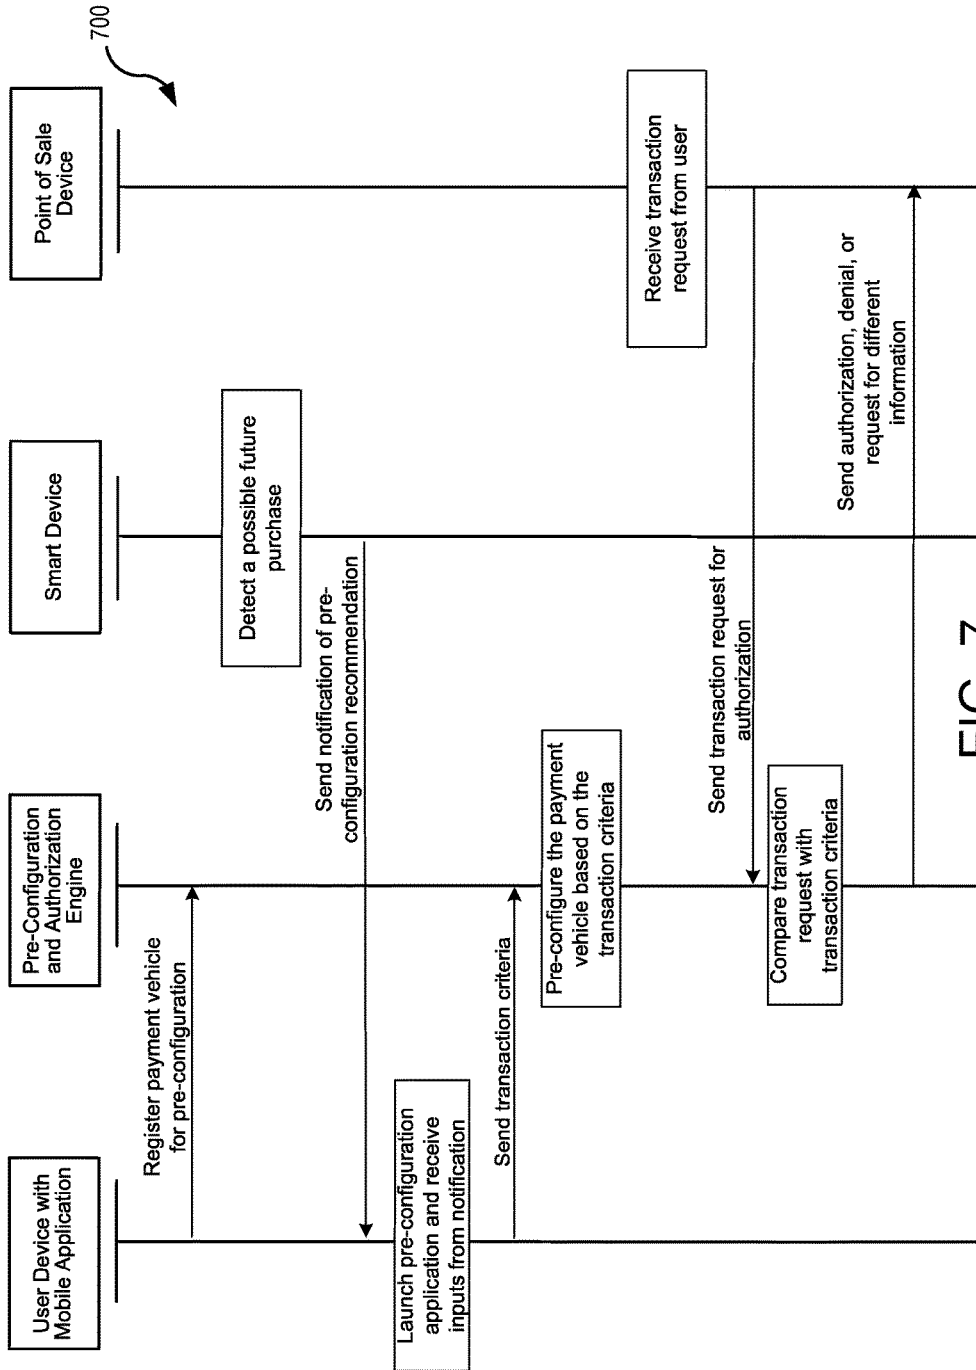 User Device with
Mobile Application
Pre-Configuration
and Authorization
Engine
Smart Device
Point of Sale
Device
700
Register payment vehicle
for pre-configuration
Detect a possible future
purchase
Send notification of pre-
configuration recommendation
Launch pre-configuration
application and receive
inputs from notification
Send transaction criteria
Pre-configure the payment
vehicle based on the
transaction criteria
Receive transaction
request from user
Send transaction request for
authorization
Compare transaction
request with
transaction criteria
Send authorization, denial, or
request for different
information
FIG. 7